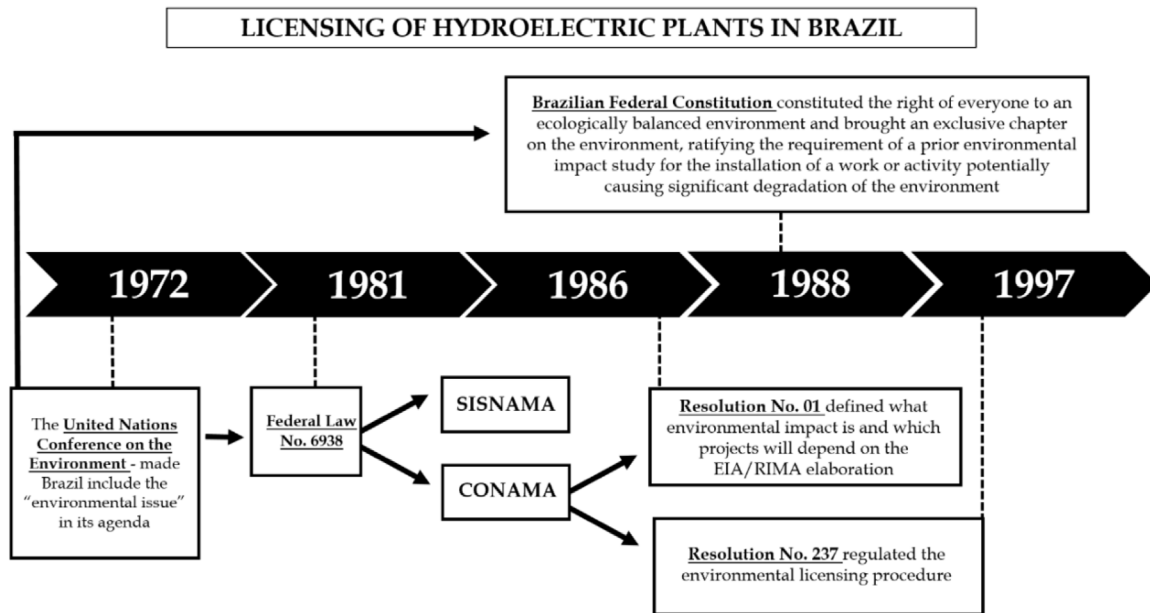 LICENSING OF HYDROELECTRIC PLANTS IN BRAZIL
Brazilian Federal Constitution constituted the right of everyone to an
ecologically balanced environment and brought an exclusive chapter
on the environment, ratifying the requirement of a prior environmental
impact study for the installation of a work or activity potentially
causing significant degradation of the environment
1972
1981
1986
1988
1997
The United Nations
Conference on the
Environment - made
Brazil include the
“environmental issue”
in its agenda
Federal Law
No. 6938
SISNAMA
CONAMA
Resolution No. 01 defined what
environmental impact is and which
projects will depend on the
EIA/RIMA elaboration
Resolution No. 237 regulated the
environmental licensing procedure